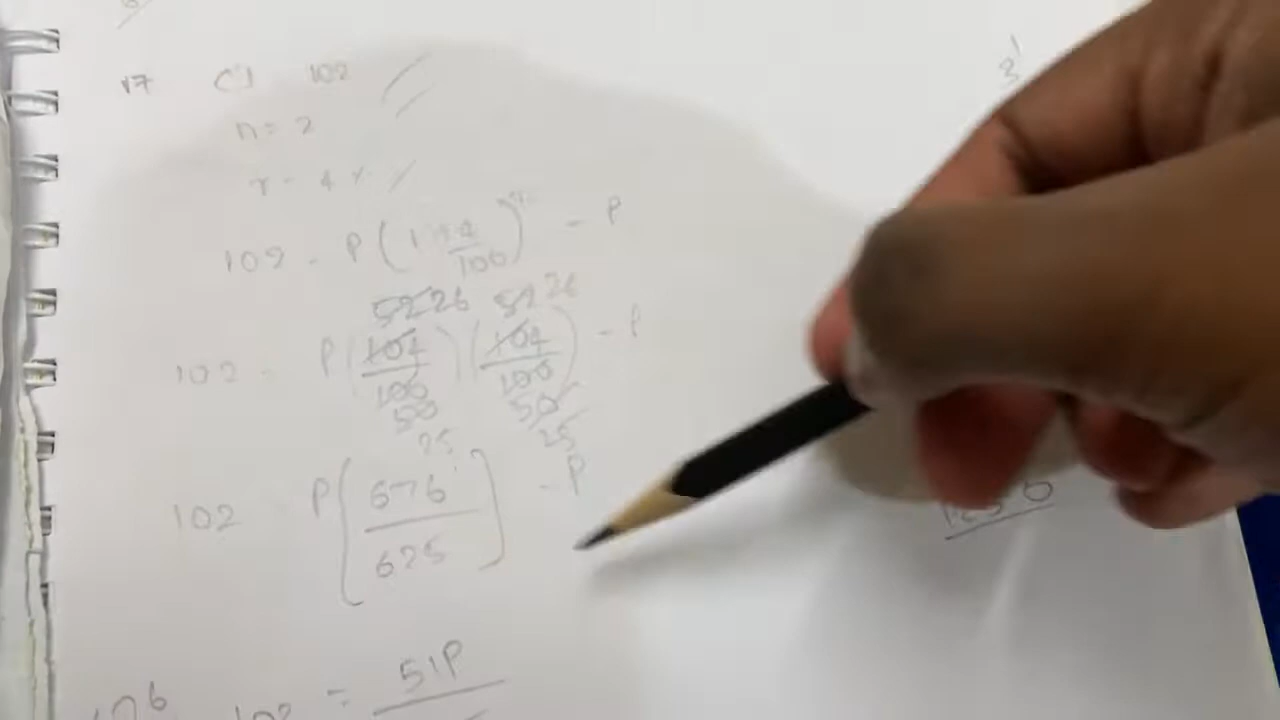 17 CI 102
n = 2
r = 4 %
102 = P(1+4/100)^n - P
52 26 52 26
102 = P(104/100)(104/100) - P
50 50
25 25
102 P[676/625] - P
102 = 51P
1250